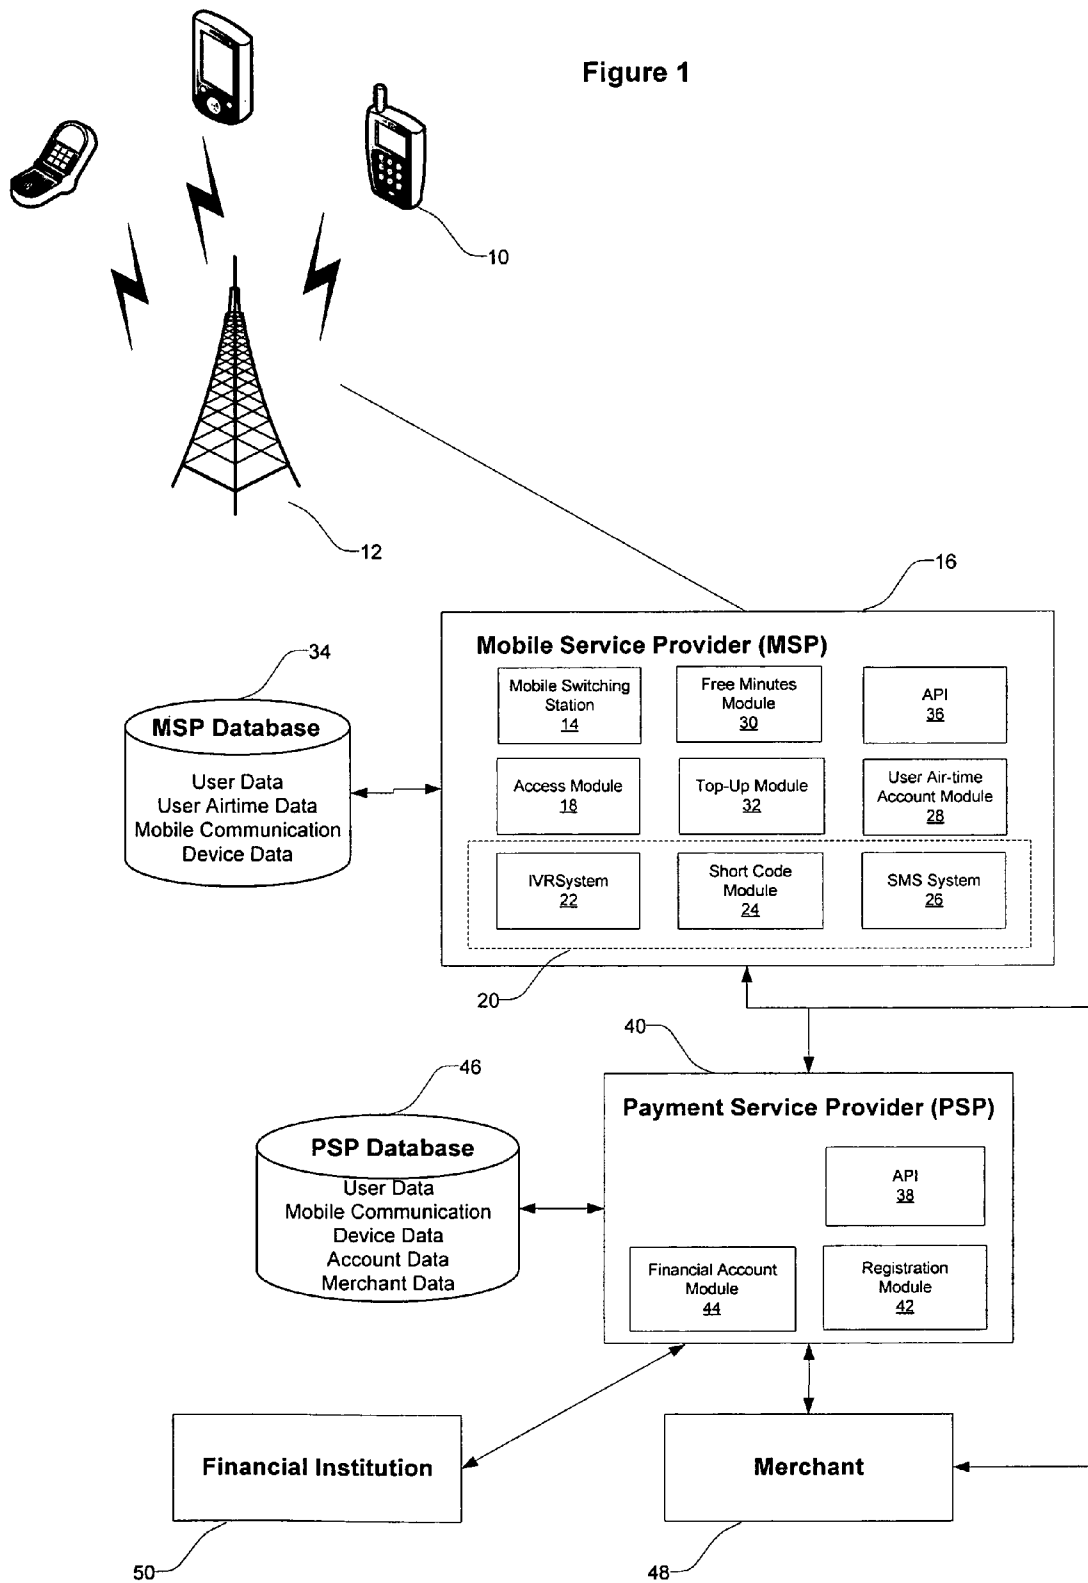 Figure 1
10
12
16
Mobile Service Provider (MSP)
Mobile Switching
Station
14
Free Minutes
Module
30
API
36
34
MSP Database
User Data
User Airtime Data
Mobile Communication
Device Data
Access Module
18
Top-Up Module
32
User Air-time
Account Module
28
IVRSystem
22
Short Code
Module
24
SMS System
26
20
40
46
Payment Service Provider (PSP)
PSP Database
User Data
Mobile Communication
Device Data
Account Data
Merchant Data
API
38
Financial Account
Module
44
Registration
Module
42
Financial Institution
Merchant
50
48